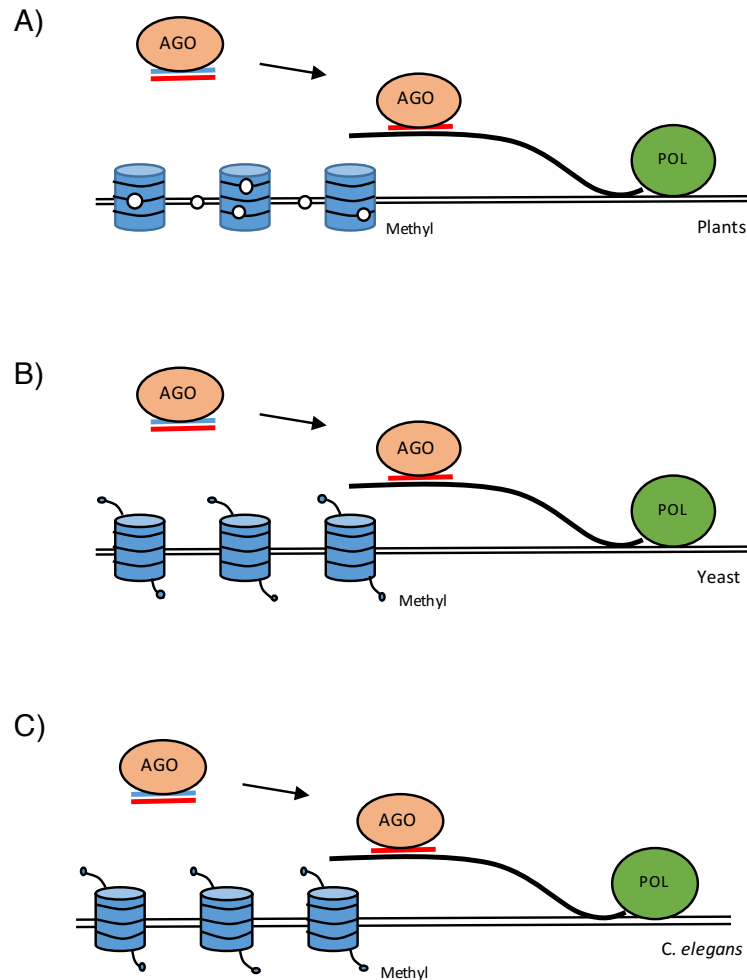 A)
AGO
AGO
POL
Methyl
Plants
B)
AGO
AGO
POL
Methyl
Yeast
C)
AGO
AGO
POL
Methyl
C. elegans